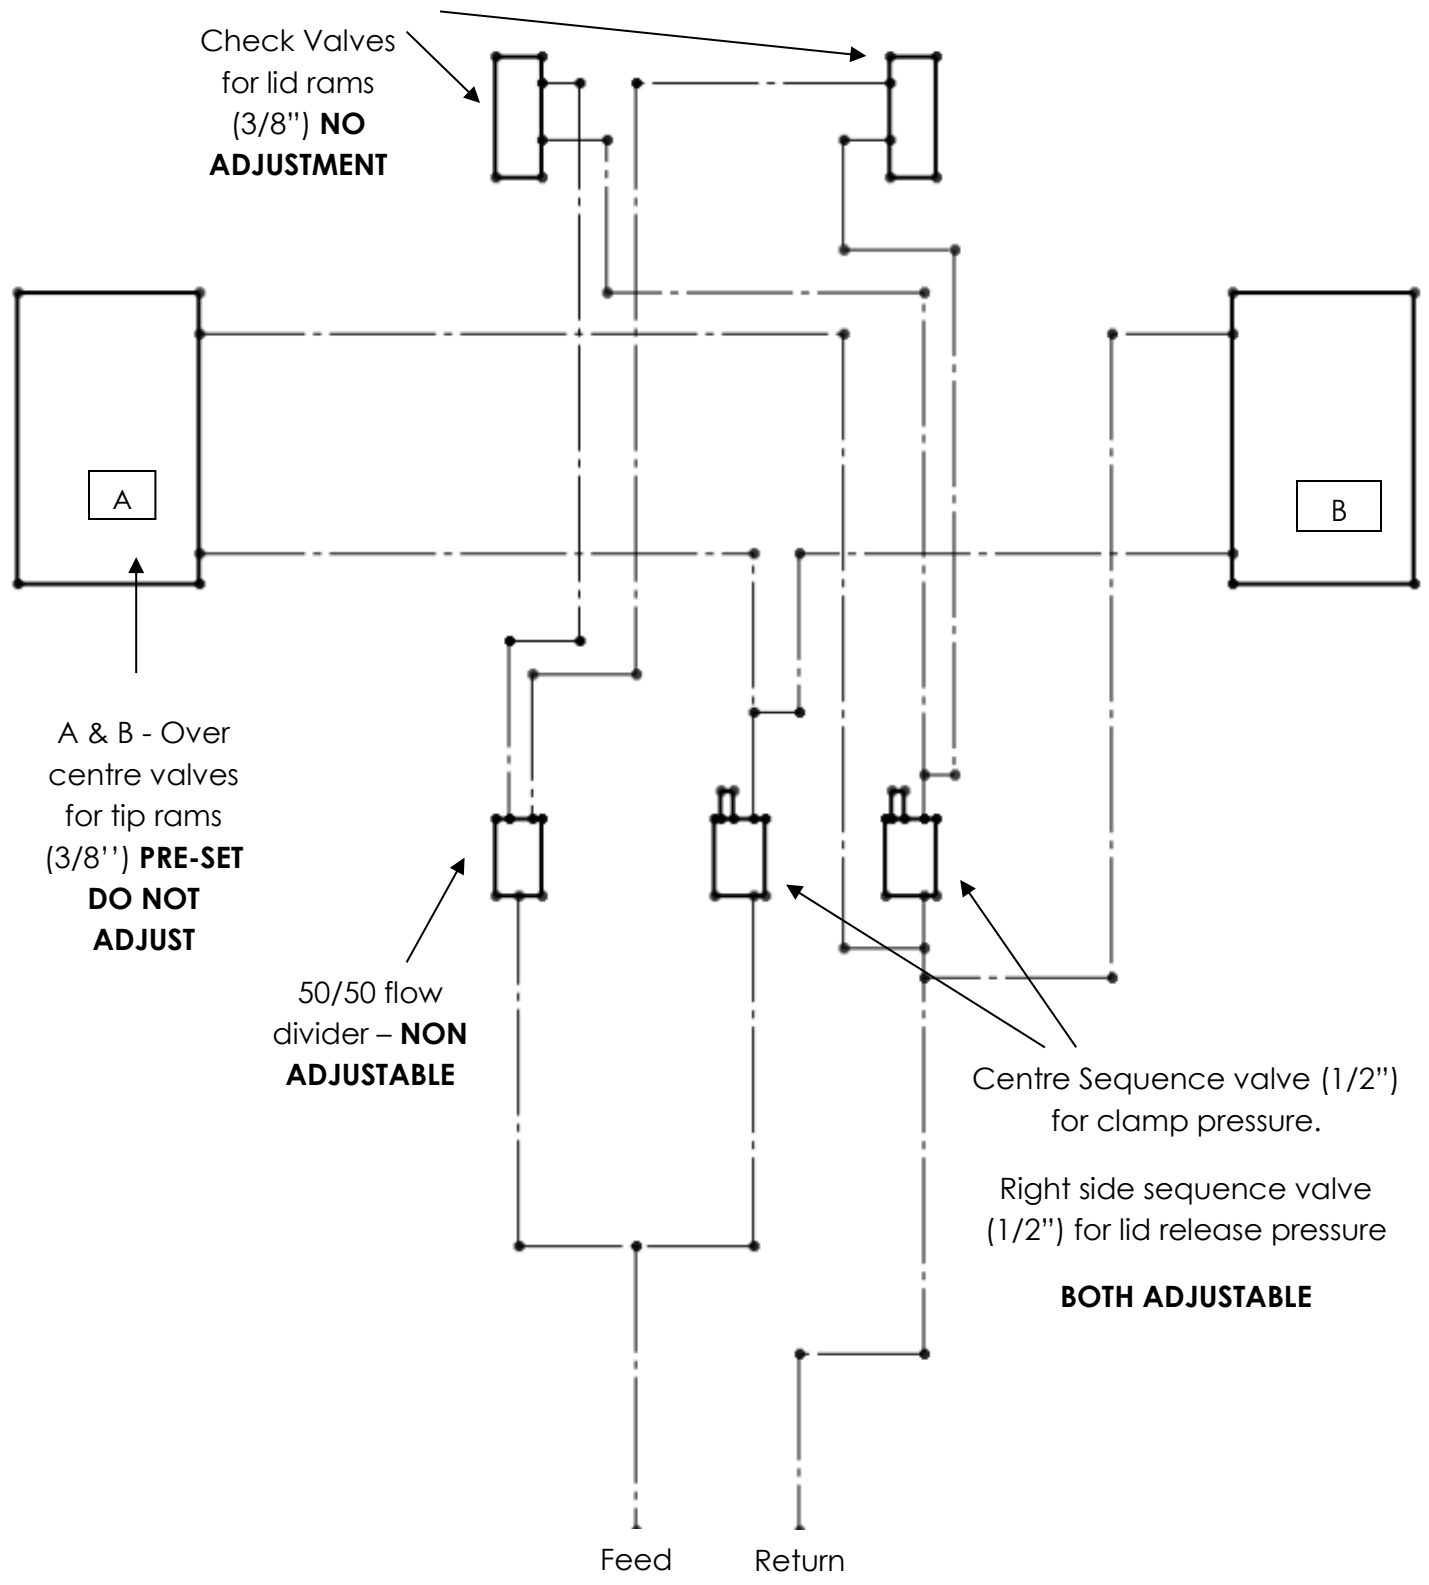 Check Valves
for lid rams
(3/8”) NO
ADJUSTMENT
A
B
A & B - Over
centre valves
for tip rams
(3/8’’) PRE-SET
DO NOT
ADJUST
50/50 flow
divider – NON
ADJUSTABLE
Centre Sequence valve (1/2”)
for clamp pressure.
Right side sequence valve
(1/2”) for lid release pressure
BOTH ADJUSTABLE
Feed
Return